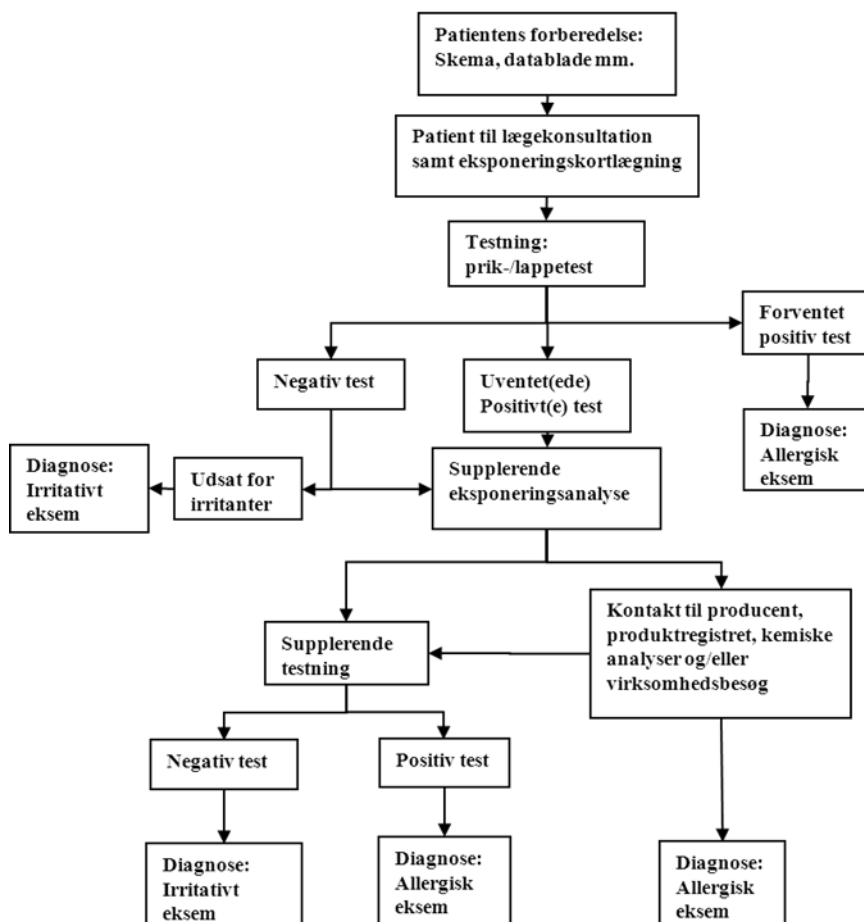 Patientens forberedelse:
Skema, datablade mm.
Patient til lægekonsultation
samt eksponeringskortlægning
Testning:
prik-/lappetest
Forventet
positiv test
Negativ test
Uventet(ede)
Positivt(e) test
Diagnose:
Allergisk
eksem
Diagnose:
Irritativt
eksem
Udsat for
irritanter
Supplerende
eksponeringsanalyse
Supplerende
testning
Kontakt til producent,
produktregistret, kemiske
analyser og/eller
virksomhedsbesøg
Negativ test
Positiv test
Diagnose:
Irritativt
eksem
Diagnose:
Allergisk
eksem
Diagnose:
Allergisk
eksem